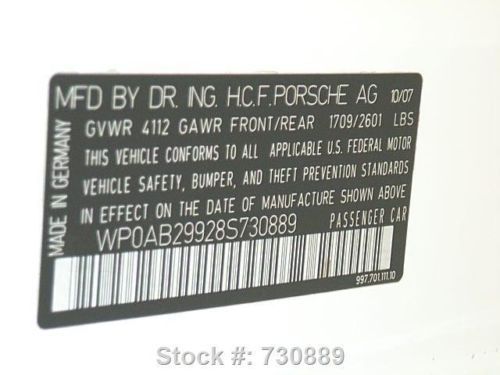 MFD BY DR. ING. H.C.F. PORSCHE AG 10/07
GVWR 4112 GAWR FRONT/REAR 1709/2601 LBS
THIS VEHICLE CONFORMS TO ALL APPLICABLE U.S. FEDERAL MOTOR
VEHICLE SAFETY, BUMPER, AND THEFT PREVENTION STANDARDS
IN EFFECT ON THE DATE OF MANUFACTURE SHOWN ABOVE
WP0AB29928S730889 PASSENGER CAR
MADE IN GERMANY
997.701.111.10
Stock #: 730889